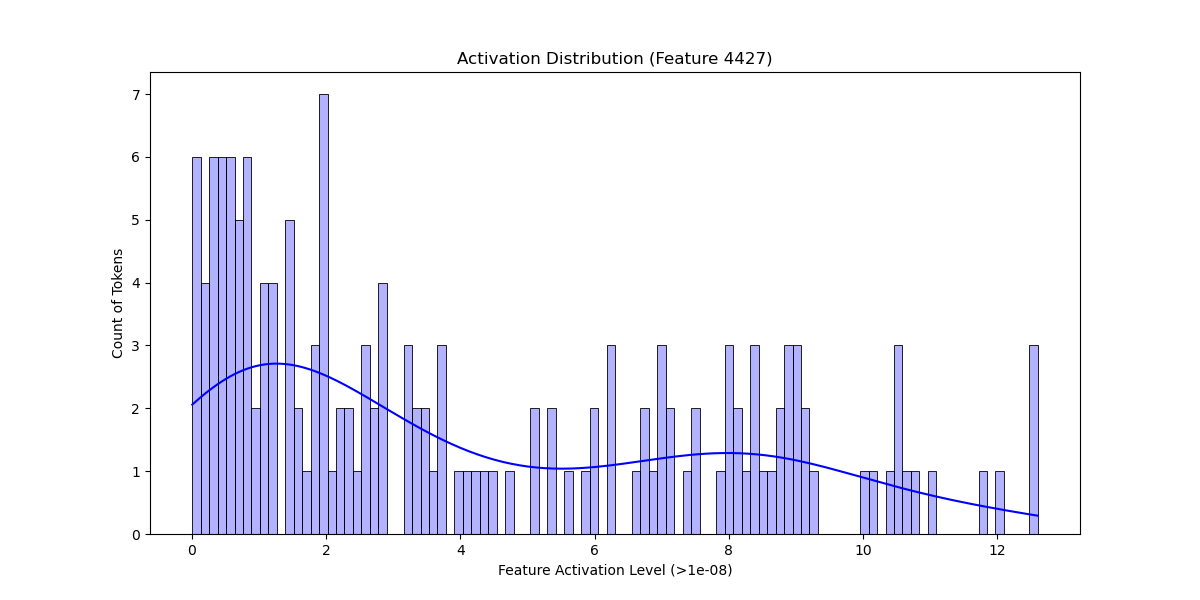 Activation Distribution (Feature 4427)
Count of Tokens
7
6
5
4
3
2
1
0
0 2 4 6 8 10 12
Feature Activation Level (>1e-08)